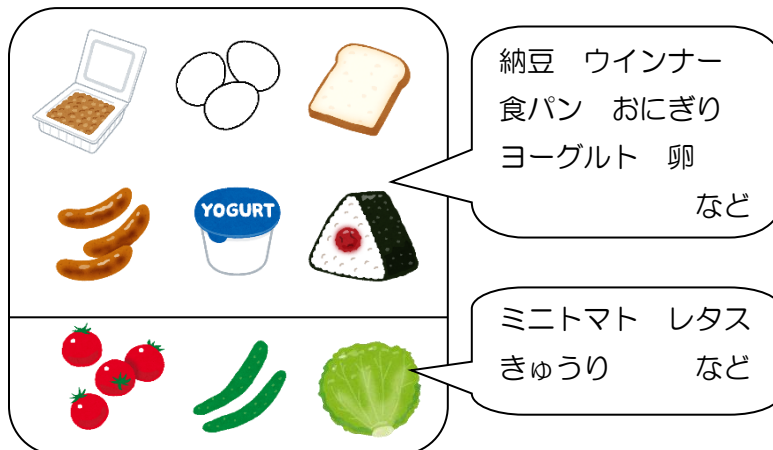 納豆　ウインナー
食パン　おにぎり
ヨーグルト　卵
など
YOGURT
ミニトマト　レタス
きゅうり　　　など